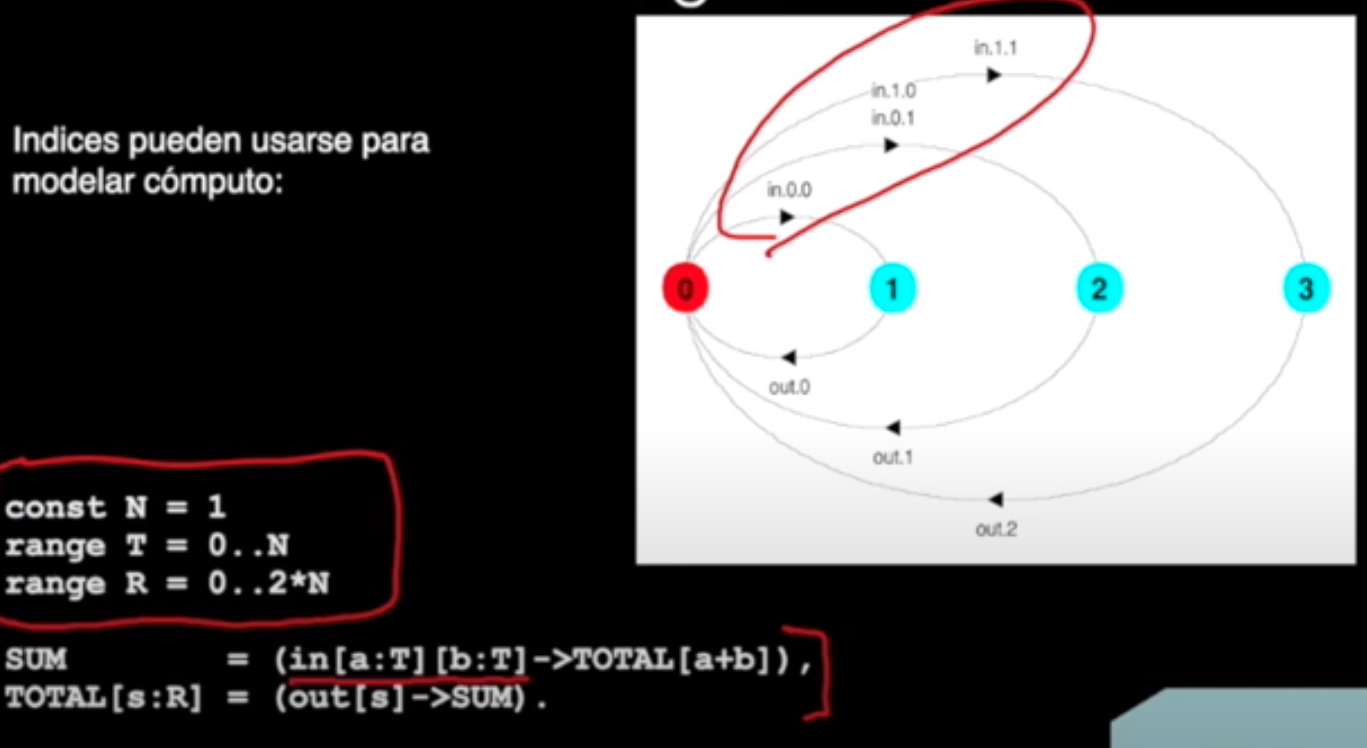 Indices pueden usarse para
modelar cómputo:
in.1.1
in.1.0
in.0.1
in.0.0
0
1
2
3
out.0
out.1
out.2
const N = 1
range T = 0..N
range R = 0..2*N
SUM = (in[a:T][b:T]->TOTAL[a+b]),
TOTAL[s:R] = (out[s]->SUM).